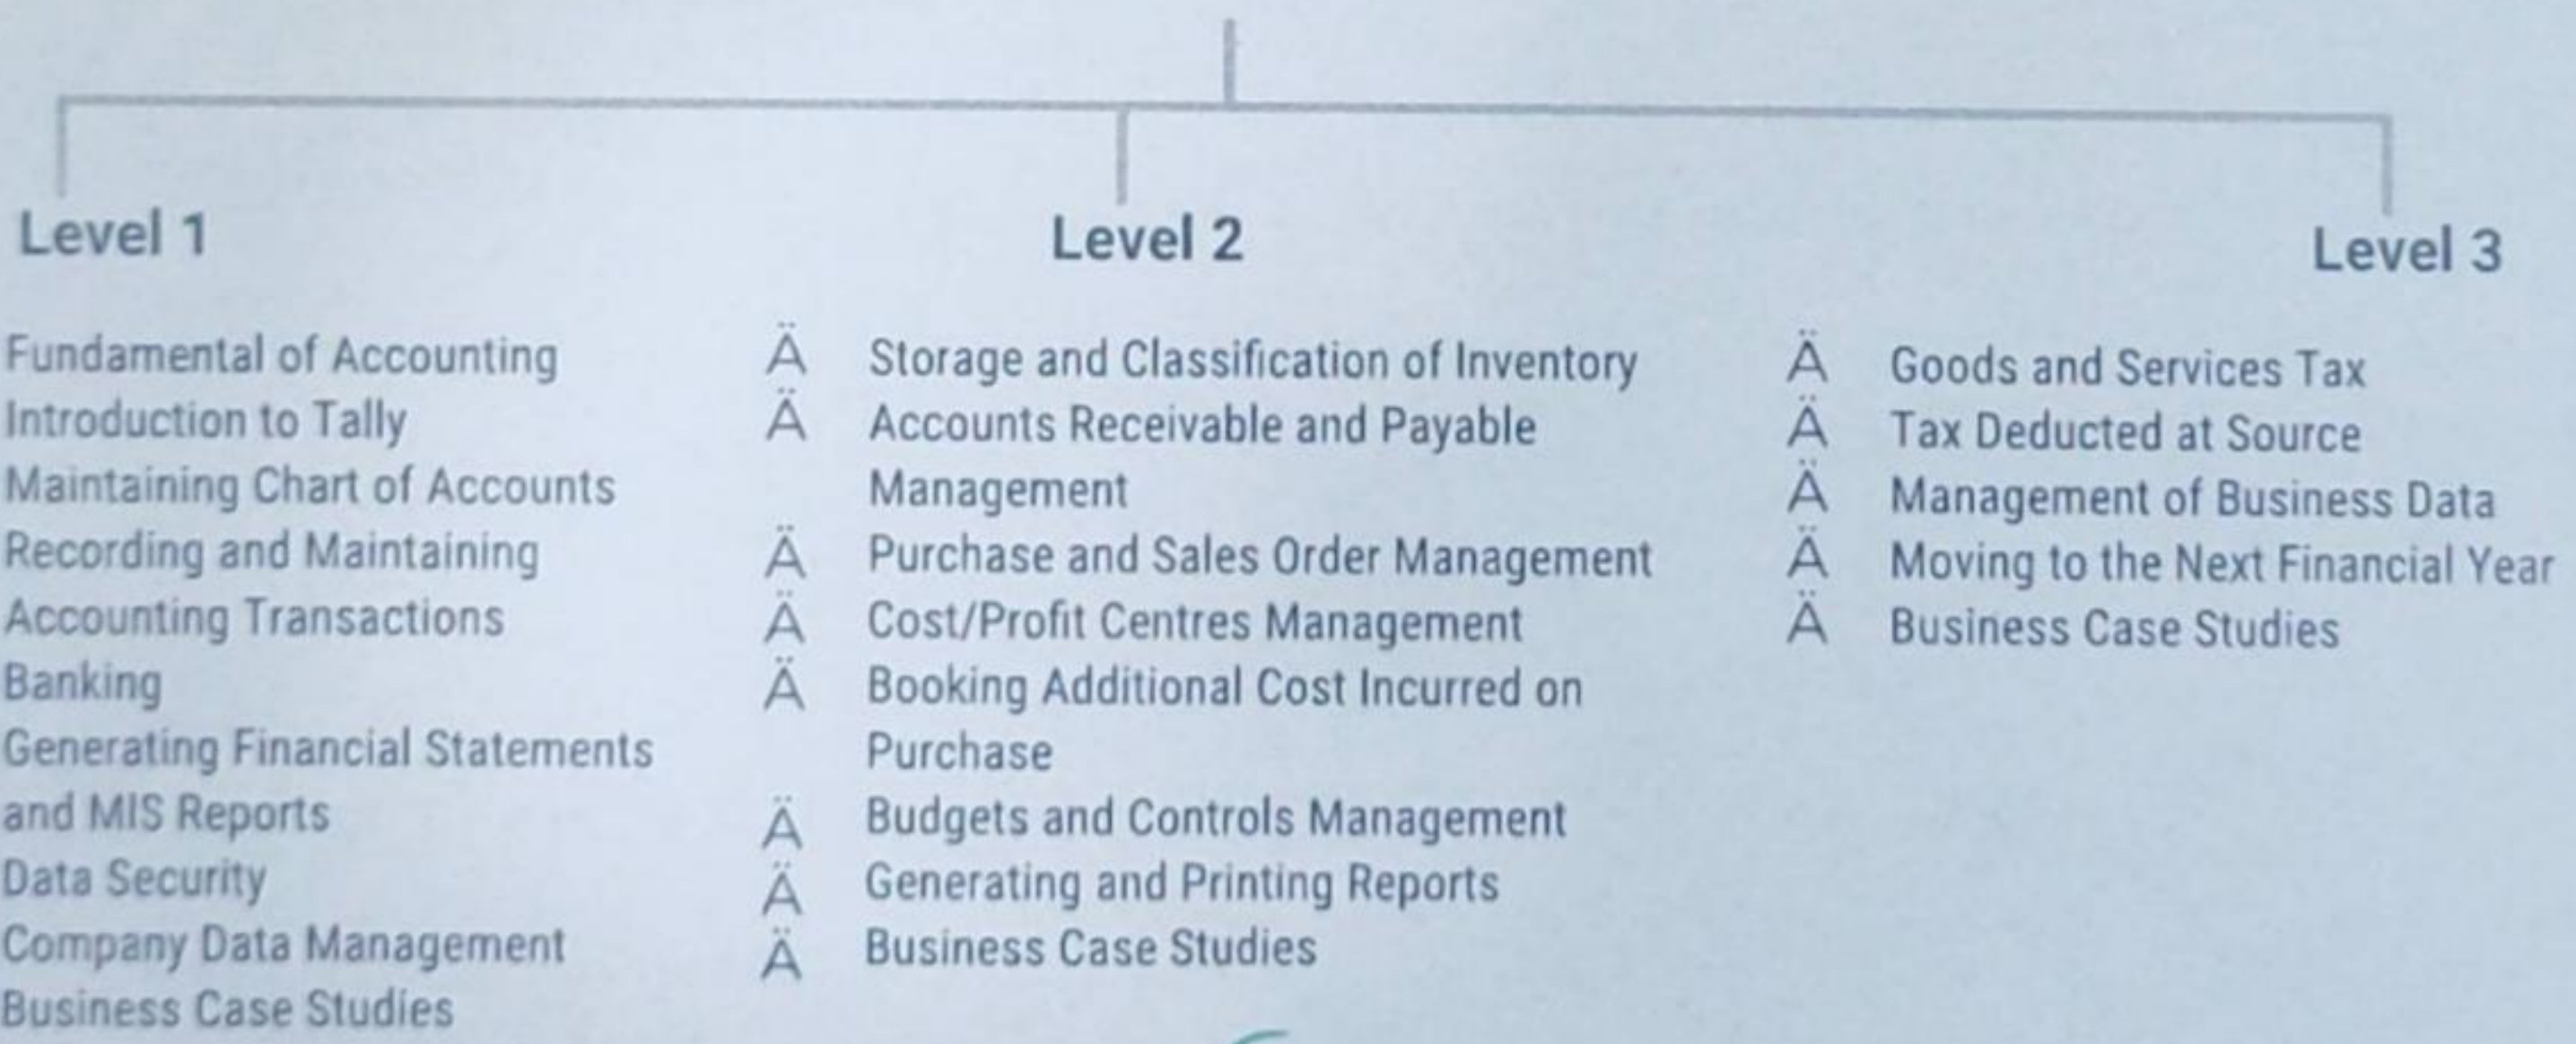 Level 1
Fundamental of Accounting
Introduction to Tally
Maintaining Chart of Accounts
Recording and Maintaining
Accounting Transactions
Banking
Generating Financial Statements
and MIS Reports
Data Security
Company Data Management
Business Case Studies
Level 2
Ä Storage and Classification of Inventory
Ä Accounts Receivable and Payable
Management
Ä Purchase and Sales Order Management
Ä Cost/Profit Centres Management
Ä Booking Additional Cost Incurred on
Purchase
Ä Budgets and Controls Management
Ä Generating and Printing Reports
Ä Business Case Studies
Level 3
Ä Goods and Services Tax
Ä Tax Deducted at Source
Ä Management of Business Data
Ä Moving to the Next Financial Year
Ä Business Case Studies